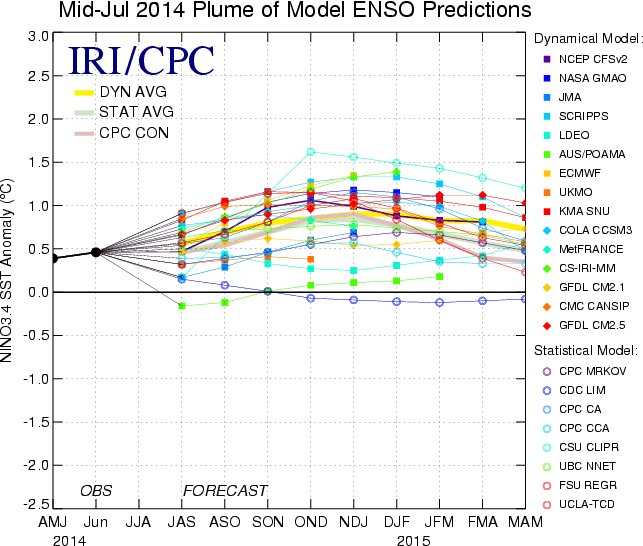 Mid-Jul 2014 Plume of Model ENSO Predictions
IRI/CPC
DYN AVG
STAT AVG
CPC CON
NINO3.4 SST Anomaly (ºC)
3.0
2.5
2.0
1.5
1.0
0.5
0.0
-0.5
-1.0
-1.5
-2.0
-2.5
OBS FORECAST
AMJ Jun JJA JAS ASO SON OND NDJ DJF JFM FMA MAM
2014 2015
Dynamical Model:
NCEP CFSv2
NASA GMAO
JMA
SCRIPPS
LDEO
AUS/POAMA
ECMWF
UKMO
KMA SNU
COLA CCSM3
MetFRANCE
CS-IRI-MM
GFDL CM2.1
CMC CANSIP
GFDL CM2.5
Statistical Model:
CPC MRKOV
CDC LIM
CPC CA
CPC CCA
CSU CLIPR
UBC NNET
FSU REGR
UCLA-TCD